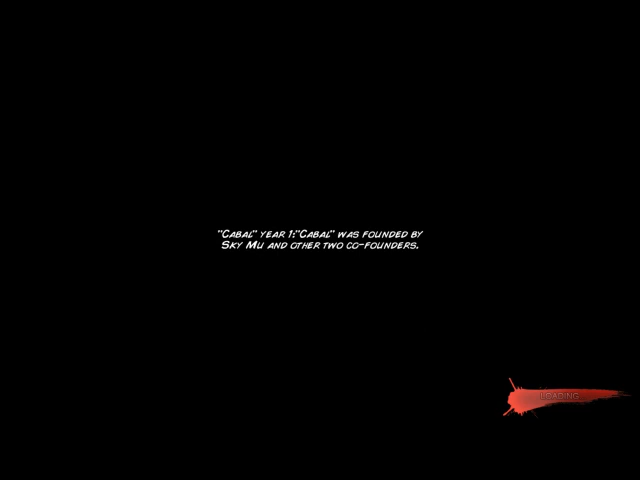 "Cabal" year 1:"Cabal" was founded by
Sky Mu and other two co-founders.
LOADING...